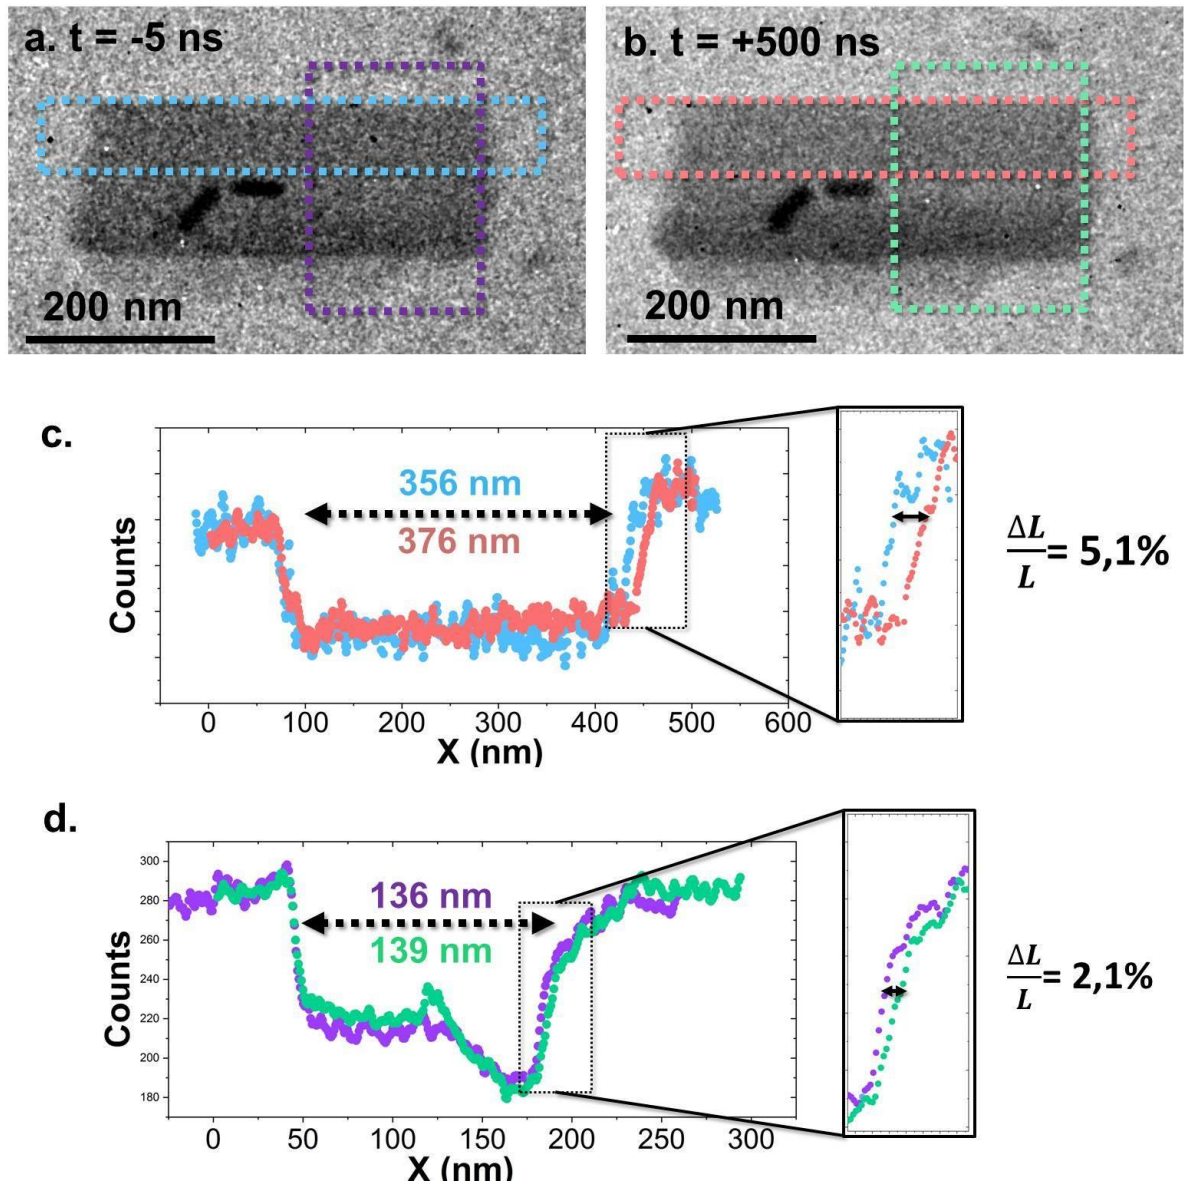 a. t = -5 ns
b. t = +500 ns
200 nm
200 nm
c.
356 nm
376 nm
Counts
0 100 200 300 400 500 600
X (nm)
ΔL
L
= 5,1%
d.
300
280
260
240
220
200
180
136 nm
139 nm
Counts
0 50 100 150 200 250 300
X (nm)
ΔL
L
= 2,1%